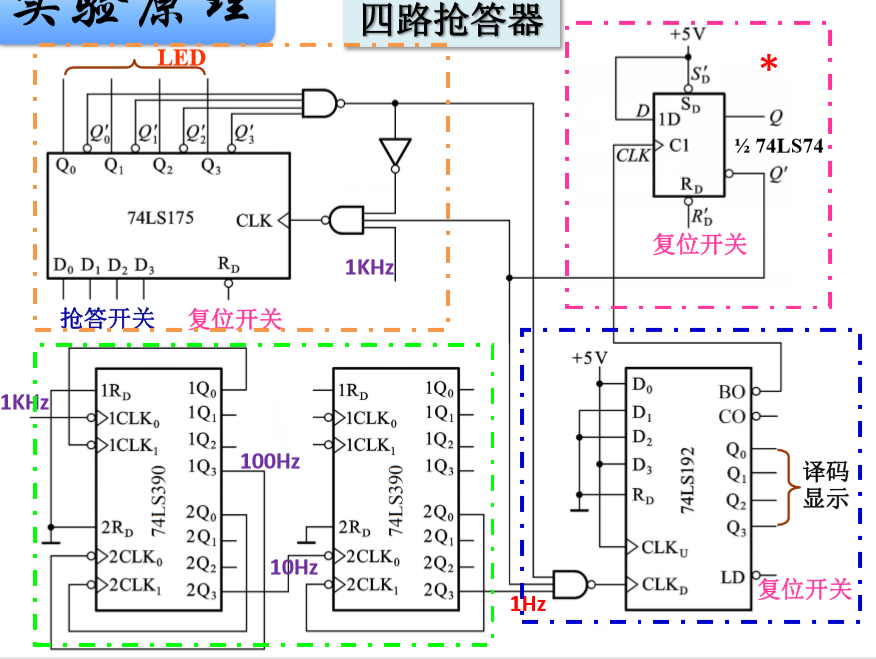 实验原理
四路抢答器
LED
Q'0 Q'1 Q'2 Q'3
Q0 Q1 Q2 Q3
74LS175
CLK
D0 D1 D2 D3
RD
抢答开关
复位开关
1KHz
+5V
S'D
*
D
1D
SD
Q
CLK
C1
½ 74LS74
RD
Q'
R'D
复位开关
1KHz
1RD
1CLK0
1CLK1
2RD
2CLK0
2CLK1
74LS390
1Q0
1Q1
1Q2
1Q3
2Q0
2Q1
2Q2
2Q3
100Hz
10Hz
1RD
1CLK0
1CLK1
2RD
2CLK0
2CLK1
74LS390
1Q0
1Q1
1Q2
1Q3
2Q0
2Q1
2Q2
2Q3
1Hz
+5V
D0
D1
D2
D3
RD
CLKU
CLKD
74LS192
BO
CO
Q0
Q1
Q2
Q3
LD
译码
显示
复位开关